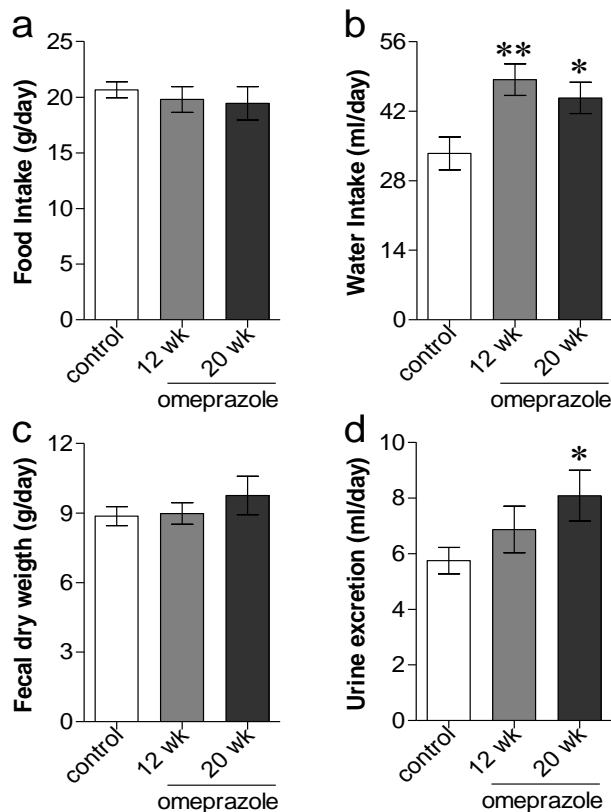 a
Food Intake (g/day)
25
20
15
10
5
0
control
12 wk
20 wk
omeprazole
b
Water Intake (ml/day)
56
42
28
14
0
**
*
control
12 wk
20 wk
omeprazole
c
Fecal dry weigth (g/day)
12
9
6
3
0
control
12 wk
20 wk
omeprazole
d
Urine excretion (ml/day)
10
8
6
4
2
0
*
control
12 wk
20 wk
omeprazole